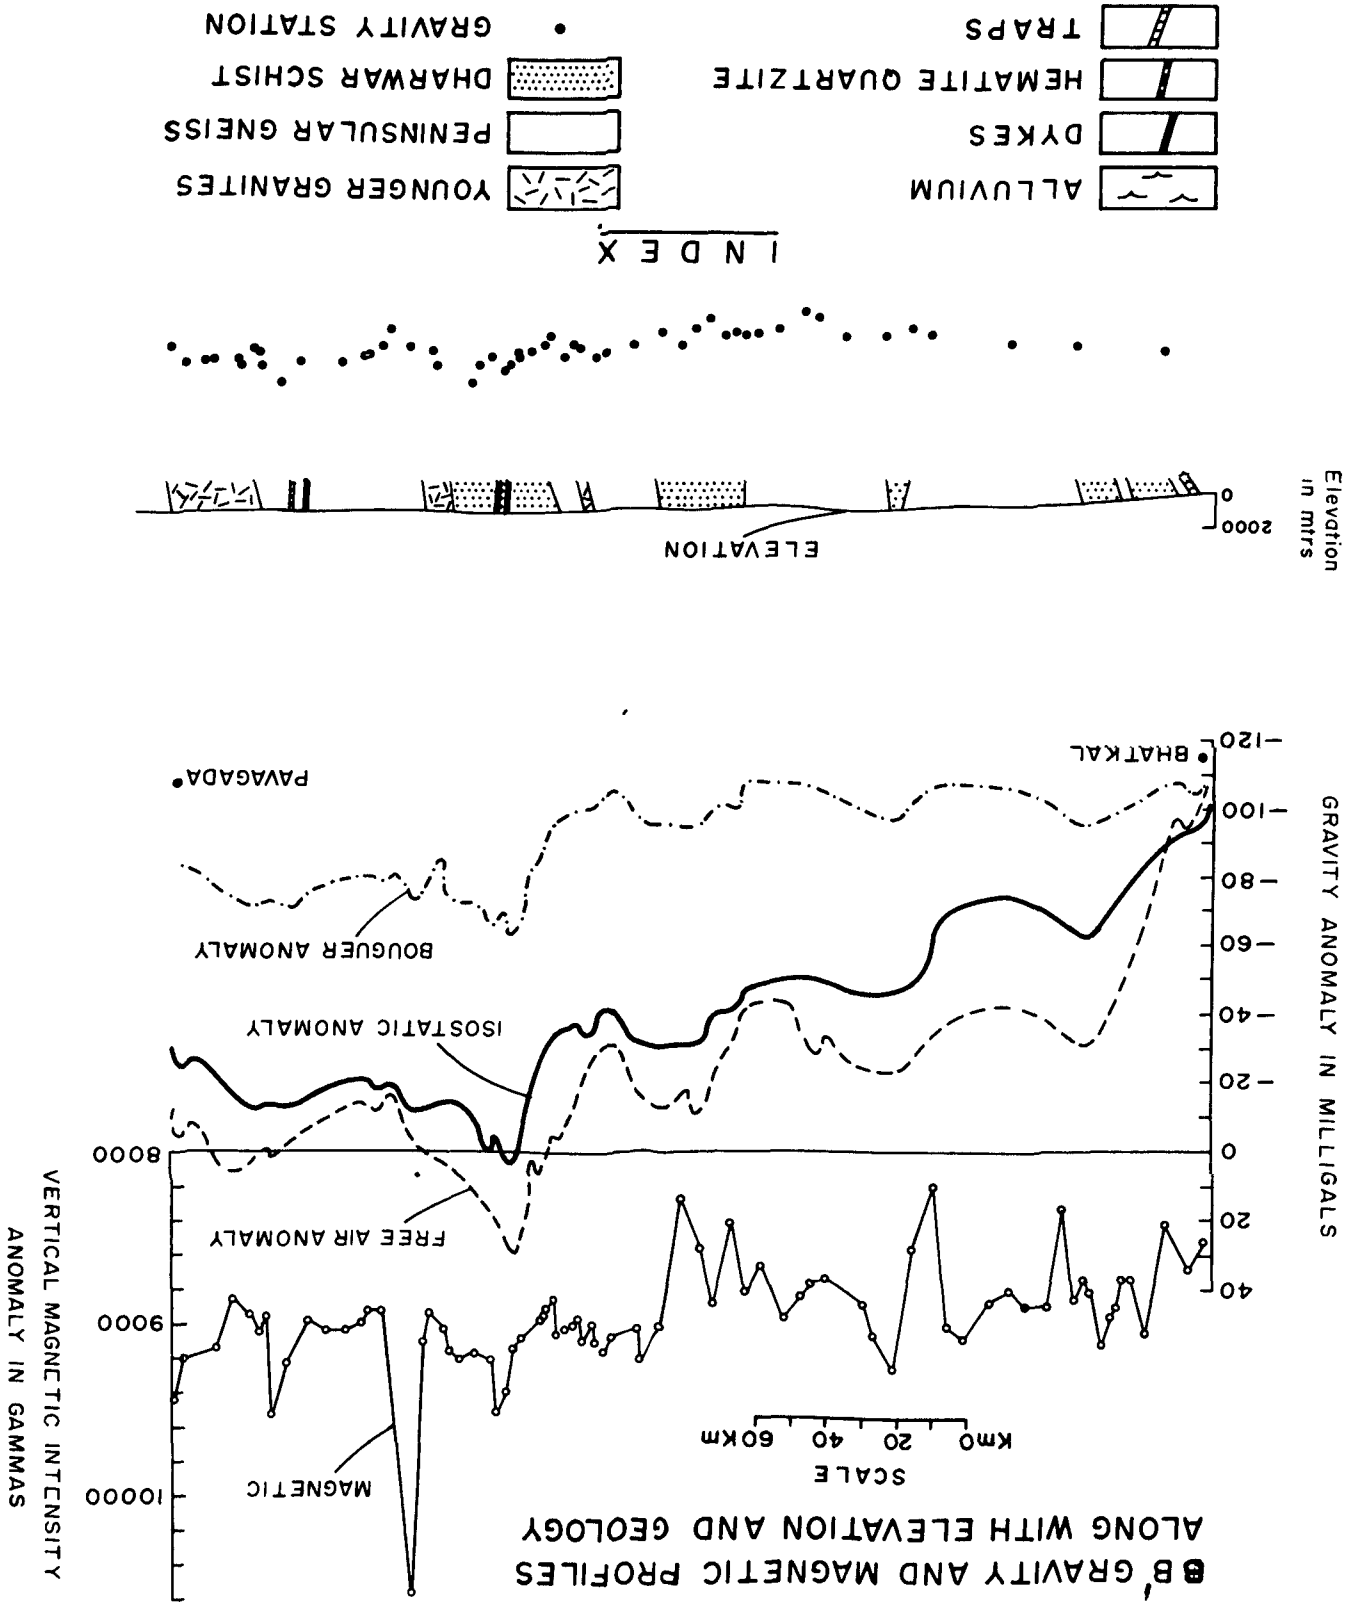 BB' GRAVITY AND MAGNETIC PROFILES
ALONG WITH ELEVATION AND GEOLOGY
SCALE
Km0 20 40 60Km
MAGNETIC
VERTICAL MAGNETIC INTENSITY
ANOMALY IN GAMMAS
10000
9000
8000
GRAVITY ANOMALY IN MILLIGALS
40
20
0
-20
-40
-60
-80
-100
-120
FREE AIR ANOMALY
ISOSTATIC ANOMALY
BOUGUER ANOMALY
BHATKAL
PAVAGADA
Elevation
in mtrs
2000
0
ELEVATION
INDEX
ALLUVIUM
DYKES
HEMATITE QUARTZITE
TRAPS
YOUNGER GRANITES
PENINSULAR GNEISS
DHARWAR SCHIST
GRAVITY STATION